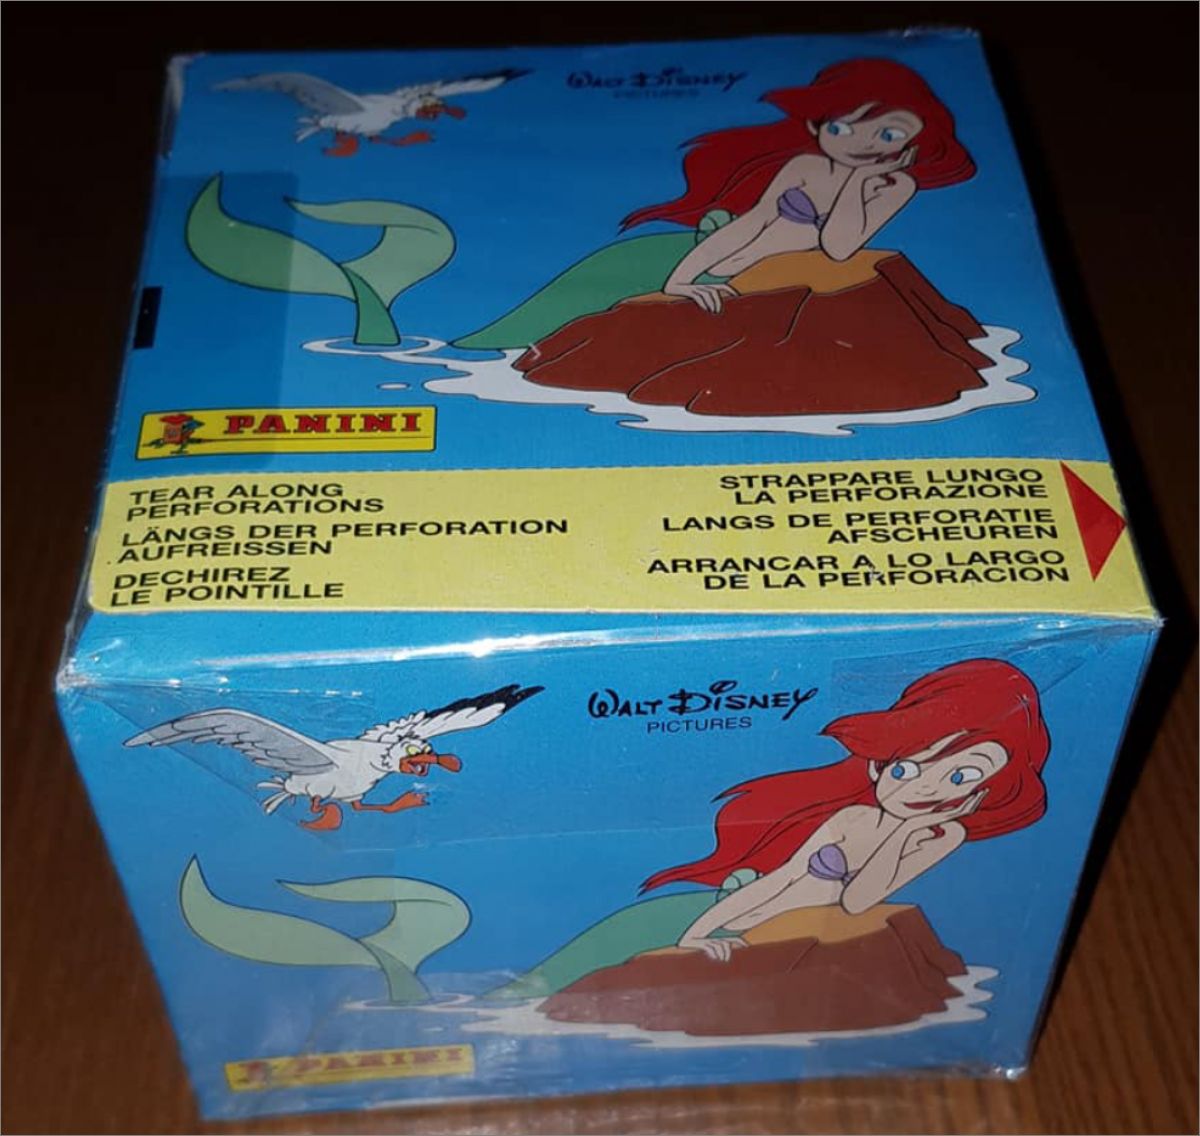 WALT DISNEY
PICTURES
PANINI
TEAR ALONG
PERFORATIONS
LÄNGS DER PERFORATION
AUFREISSEN
DECHIREZ
LE POINTILLE
STRAPPARE LUNGO
LA PERFORAZIONE
LANGS DE PERFORATIE
AFSCHEUREN
ARRANCAR A LO LARGO
DE LA PERFORACION
WALT DISNEY
PICTURES
PANINI